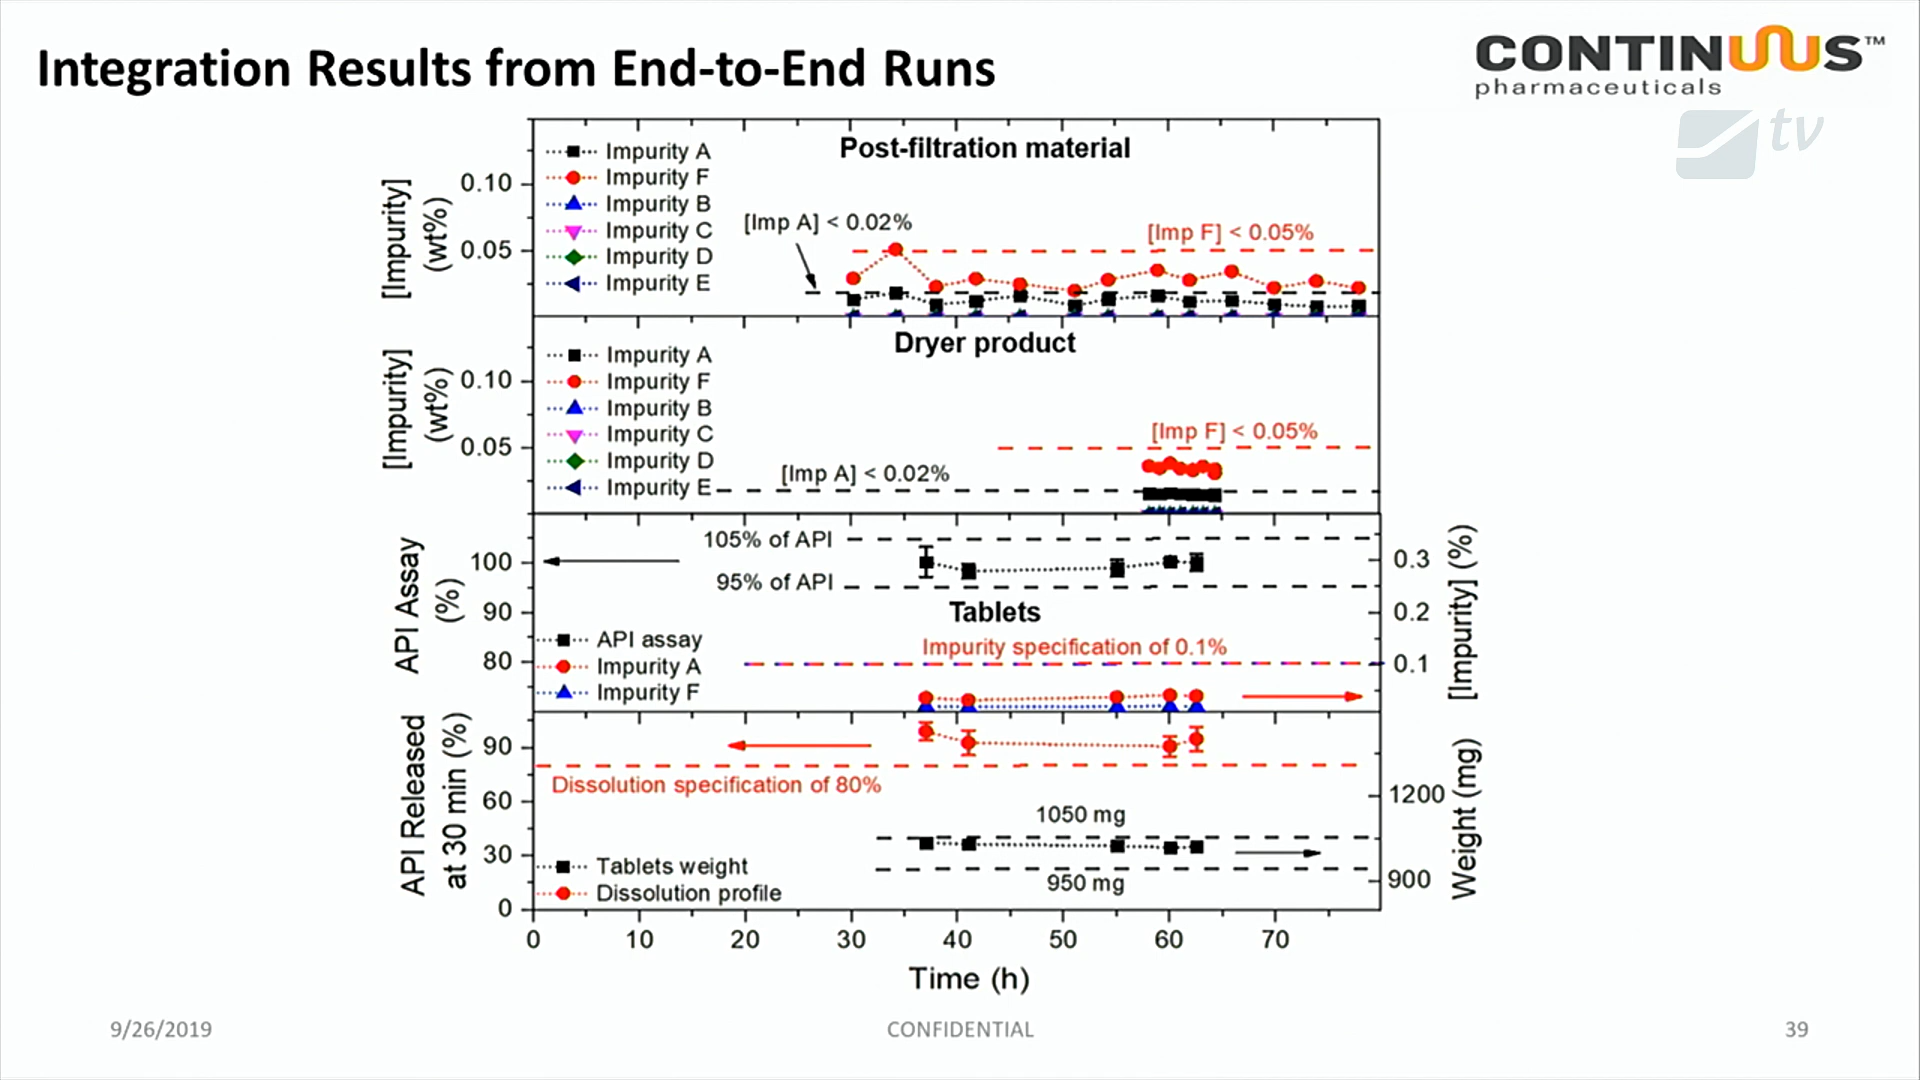 Integration Results from End-to-End Runs
CONTINUUS™
pharmaceuticals
tv
Post-filtration material
Impurity A
Impurity F
Impurity B
Impurity C
Impurity D
Impurity E
[Imp A] < 0.02%
[Imp F] < 0.05%
0.10
0.05
[Impurity]
(wt%)
Dryer product
Impurity A
Impurity F
Impurity B
Impurity C
Impurity D
Impurity E
[Imp F] < 0.05%
[Imp A] < 0.02%
0.10
0.05
[Impurity]
(wt%)
105% of API
95% of API
Tablets
API assay
Impurity A
Impurity F
Impurity specification of 0.1%
100
90
80
API Assay
(%)
0.3
0.2
0.1
[Impurity] (%)
Dissolution specification of 80%
1050 mg
950 mg
Tablets weight
Dissolution profile
90
60
30
0
API Released
at 30 min (%)
1200
900
Weight (mg)
0 10 20 30 40 50 60 70
Time (h)
9/26/2019
CONFIDENTIAL
39